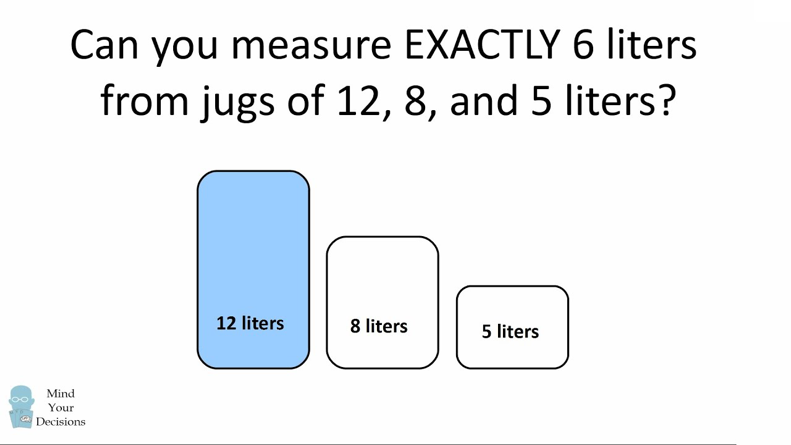 Can you measure EXACTLY 6 liters
from jugs of 12, 8, and 5 liters?
12 liters
8 liters
5 liters
Mind
Your
Decisions